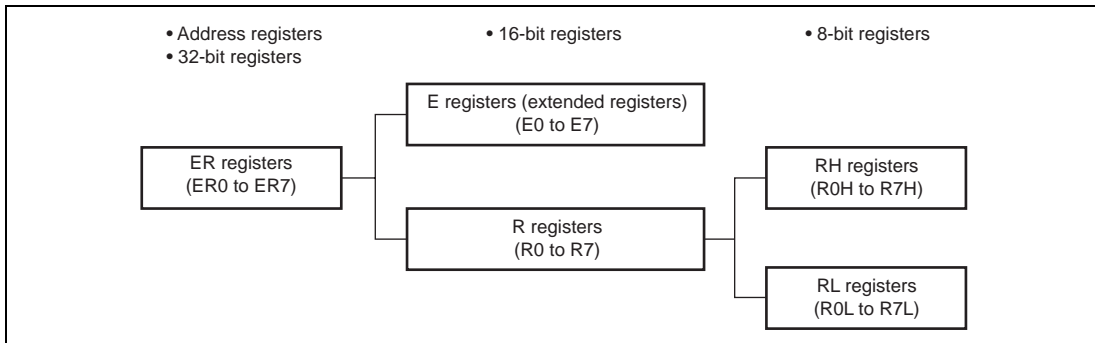 • Address registers
• 32-bit registers
• 16-bit registers
• 8-bit registers
E registers (extended registers)
(E0 to E7)
ER registers
(ER0 to ER7)
RH registers
(R0H to R7H)
R registers
(R0 to R7)
RL registers
(R0L to R7L)